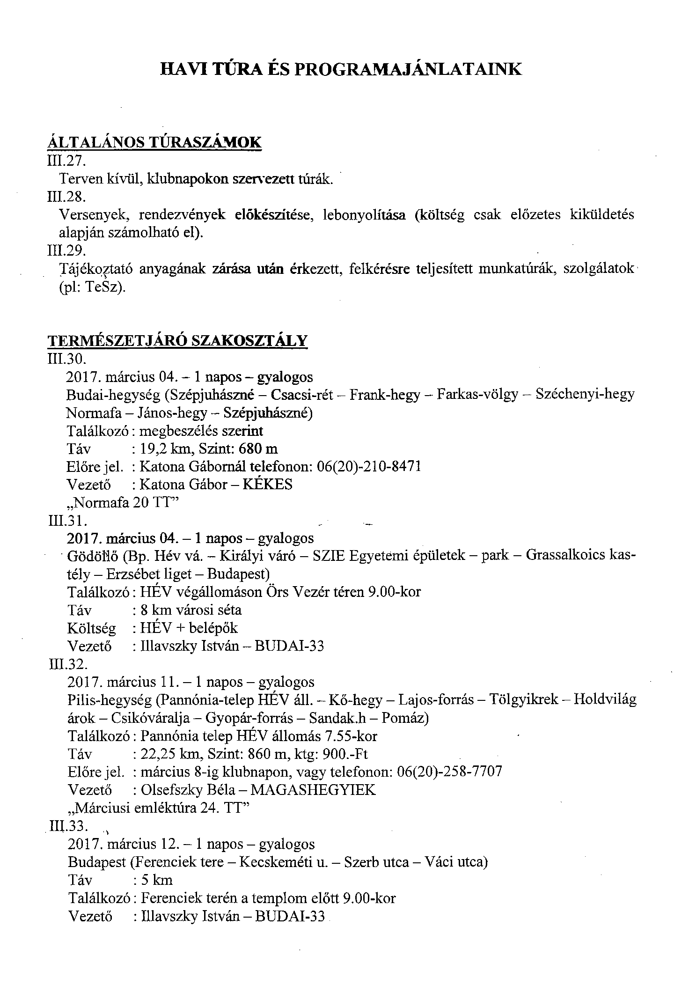 HAVI TÚRA ÉS PROGRAMAJÁNLATAINK
ÁLTALÁNOS TÚRASZÁMOK
III.27.
Terven kívül, klubnapokon szervezett túrák.
III.28.
Versenyek, rendezvények előkészítése, lebonyolítása (költség csak előzetes kiküldetés
alapján számolható el).
III.29.
Tájékoztató anyagának zárása után érkezett, felkérésre teljesített munkatúrák, szolgálatok
(pl: TeSz).
TERMÉSZETJÁRÓ SZAKOSZTÁLY
III.30.
2017. március 04. – 1 napos – gyalogos
Budai-hegység (Szépjuhászné – Csacsi-rét – Frank-hegy – Farkas-völgy – Széchenyi-hegy
Normafa – János-hegy – Szépjuhászné)
Találkozó : megbeszélés szerint
Táv : 19,2 km, Szint: 680 m
Előre jel. : Katona Gábornál telefonon: 06(20)-210-8471
Vezető : Katona Gábor – KÉKES
„Normafa 20 TT”
III.31.
2017. március 04. – 1 napos – gyalogos
Gödöllő (Bp. Hév vá. – Királyi váró – SZIE Egyetemi épületek – park – Grassalkoics kas-
tély – Erzsébet liget – Budapest)
Találkozó : HÉV végállomáson Örs Vezér téren 9.00-kor
Táv : 8 km városi séta
Költség : HÉV + belépők
Vezető : Illavszky István – BUDAI-33
III.32.
2017. március 11. – 1 napos – gyalogos
Pilis-hegység (Pannónia-telep HÉV áll. – Kő-hegy – Lajos-forrás – Tölgyikrek – Holdvilág
árok – Csikóváralja – Gyopár-forrás – Sandak.h – Pomáz)
Találkozó : Pannónia telep HÉV állomás 7.55-kor
Táv : 22,25 km, Szint: 860 m, ktg: 900.-Ft
Előre jel. : március 8-ig klubnapon, vagy telefonon: 06(20)-258-7707
Vezető : Olsefszky Béla – MAGASHEGYIEK
„Márciusi emléktúra 24. TT”
III.33.
2017. március 12. – 1 napos – gyalogos
Budapest (Ferenciek tere – Kecskeméti u. – Szerb utca – Váci utca)
Táv : 5 km
Találkozó : Ferenciek terén a templom előtt 9.00-kor
Vezető : Illavszky István – BUDAI-33